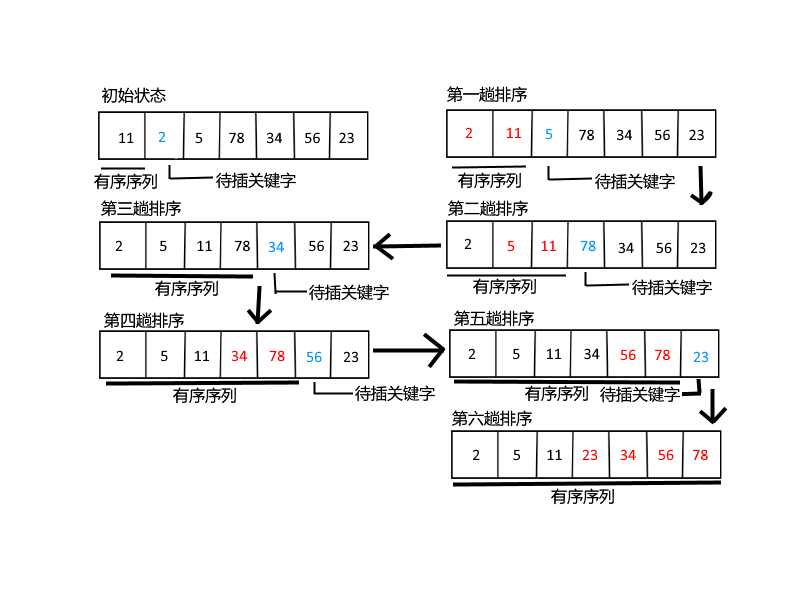 初始状态
11 2 5 78 34 56 23
有序序列 待插关键字
第一趟排序
2 11 5 78 34 56 23
有序序列 待插关键字
第二趟排序
2 5 11 78 34 56 23
有序序列 待插关键字
第三趟排序
2 5 11 78 34 56 23
有序序列 待插关键字
第四趟排序
2 5 11 34 78 56 23
有序序列 待插关键字
第五趟排序
2 5 11 34 56 78 23
有序序列 待插关键字
第六趟排序
2 5 11 23 34 56 78
有序序列